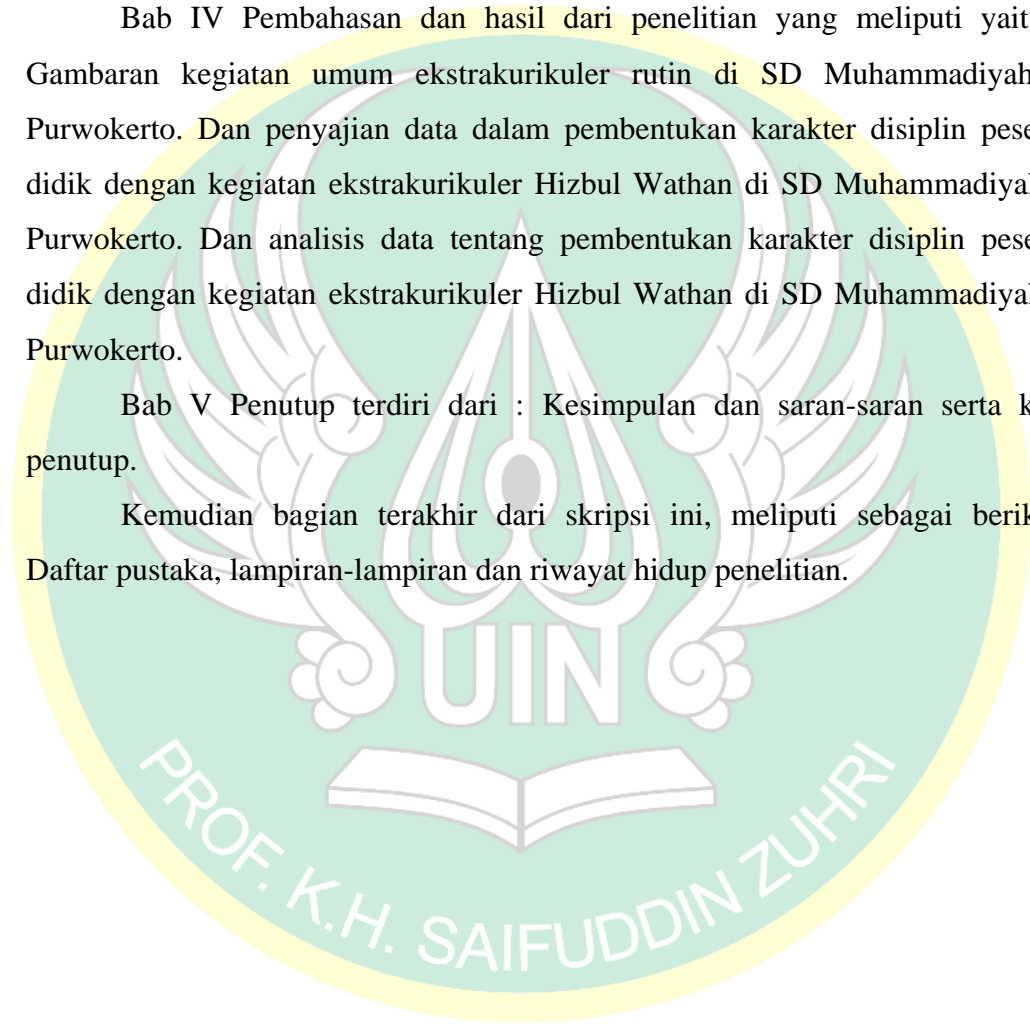 Bab IV Pembahasan dan hasil dari penelitian yang meliputi yait
Gambaran kegiatan umum ekstrakurikuler rutin di SD Muhammadiyah
Purwokerto. Dan penyajian data dalam pembentukan karakter disiplin pese
didik dengan kegiatan ekstrakurikuler Hizbul Wathan di SD Muhammadiyah
Purwokerto. Dan analisis data tentang pembentukan karakter disiplin pese
didik dengan kegiatan ekstrakurikuler Hizbul Wathan di SD Muhammadiyah
Purwokerto.
Bab V Penutup terdiri dari : Kesimpulan dan saran-saran serta k
penutup.
Kemudian bagian terakhir dari skripsi ini, meliputi sebagai berik
Daftar pustaka, lampiran-lampiran dan riwayat hidup penelitian.
UIN
PROF. K.H. SAIFUDDIN ZUHRI